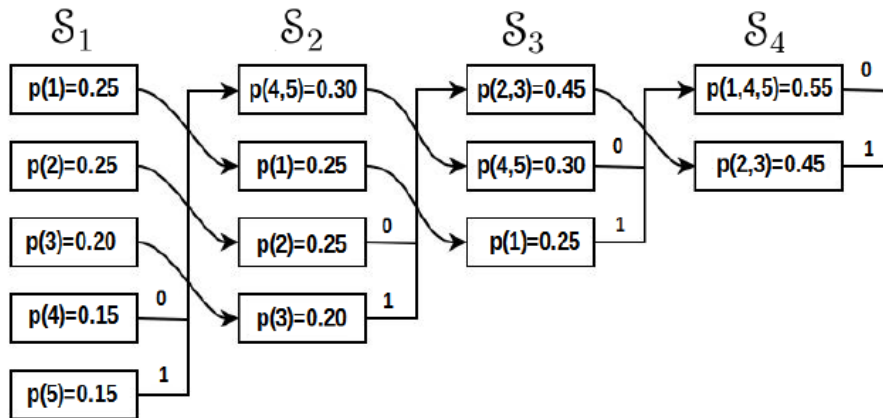 S₁ S₂ S₃ S₄
p(1)=0.25 p(4,5)=0.30 p(2,3)=0.45 p(1,4,5)=0.55 0
p(2)=0.25 p(1)=0.25 p(4,5)=0.30 0 p(2,3)=0.45 1
p(3)=0.20 p(2)=0.25 0 p(1)=0.25 1
p(4)=0.15 0 p(3)=0.20 1
p(5)=0.15 1